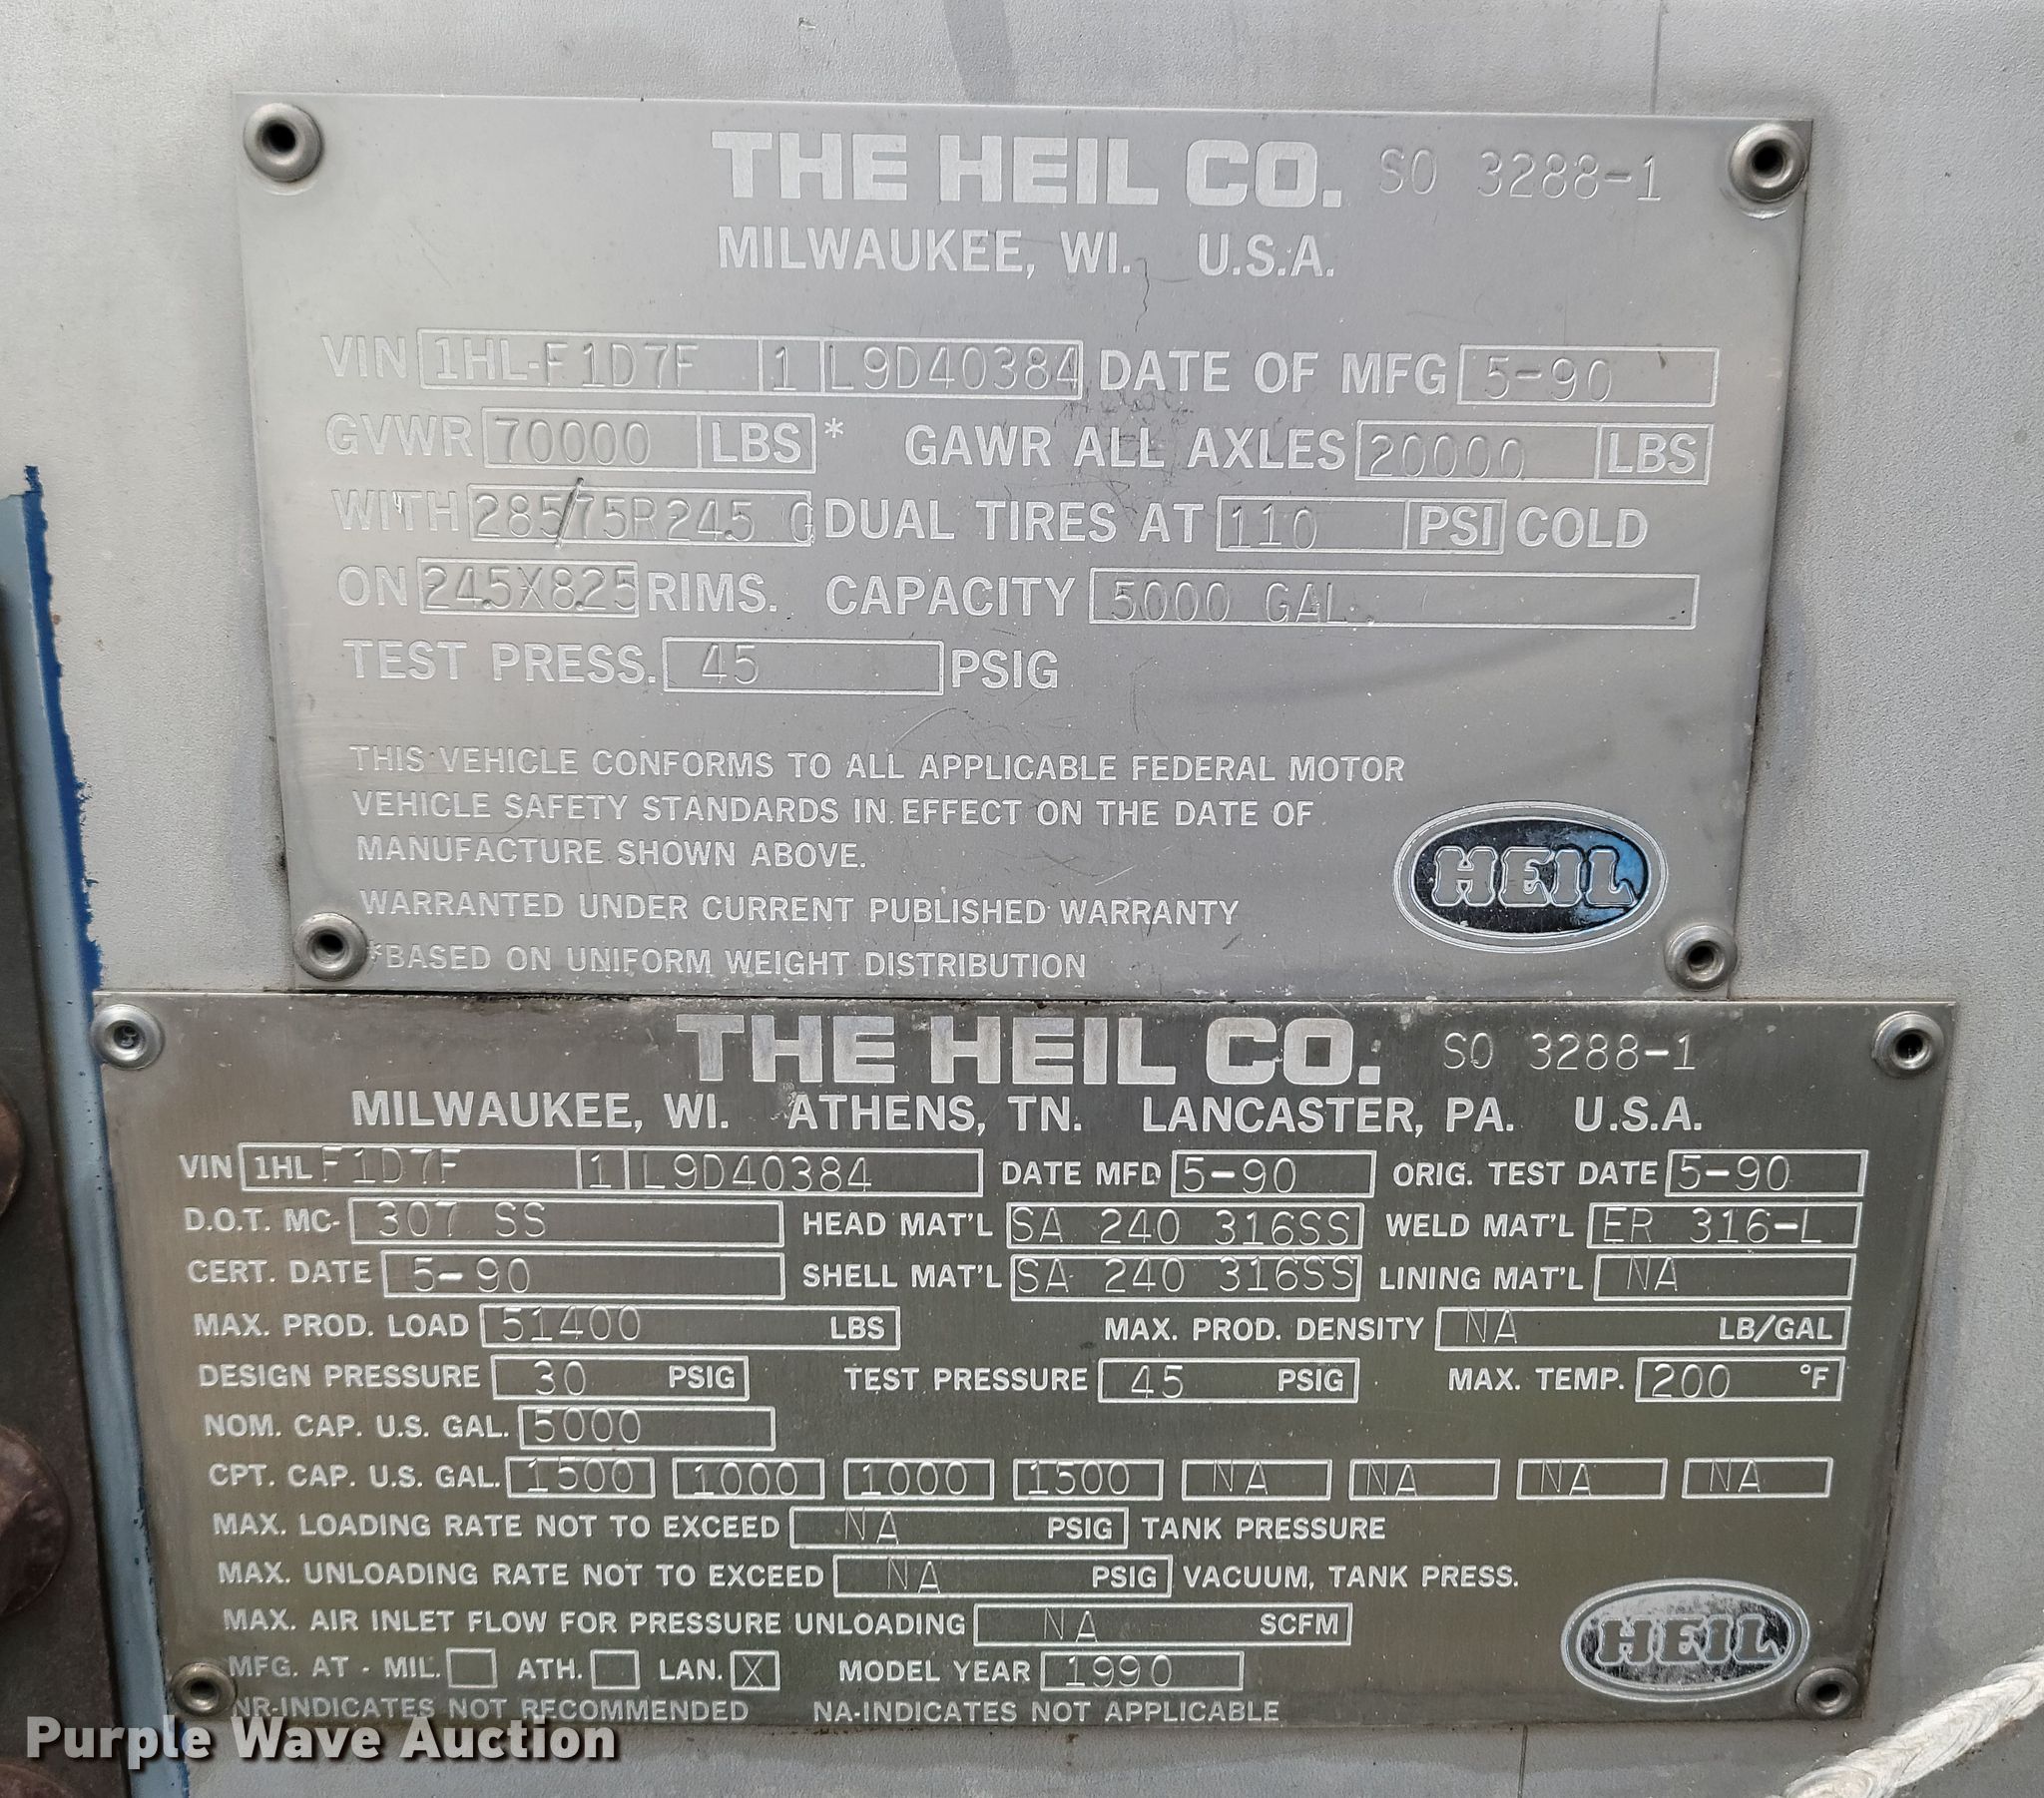 THE HEIL CO. SO 3288-1
MILWAUKEE, WI. U.S.A.
VIN 1HL-F1D7F 1 L9D40384 DATE OF MFG 5-90
GVWR 70000 LBS * GAWR ALL AXLES 20000 LBS
WITH 285/75R24.5 G DUAL TIRES AT 110 PSI COLD
ON 24.5X8.25 RIMS. CAPACITY 5000 GAL.
TEST PRESS. 45 PSIG
THIS VEHICLE CONFORMS TO ALL APPLICABLE FEDERAL MOTOR
VEHICLE SAFETY STANDARDS IN EFFECT ON THE DATE OF
MANUFACTURE SHOWN ABOVE.
WARRANTED UNDER CURRENT PUBLISHED WARRANTY
*BASED ON UNIFORM WEIGHT DISTRIBUTION
HEIL
THE HEIL CO. SO 3288-1
MILWAUKEE, WI. ATHENS, TN. LANCASTER, PA. U.S.A.
VIN 1HL F1D7F 1 L9D40384 DATE MFD 5-90 ORIG. TEST DATE 5-90
D.O.T. MC- 307 SS HEAD MAT'L SA 240 316SS WELD MAT'L ER 316-L
CERT. DATE 5-90 SHELL MAT'L SA 240 316SS LINING MAT'L NA
MAX. PROD. LOAD 51400 LBS MAX. PROD. DENSITY NA LB/GAL
DESIGN PRESSURE 30 PSIG TEST PRESSURE 45 PSIG MAX. TEMP. 200 °F
NOM. CAP. U.S. GAL. 5000
CPT. CAP. U.S. GAL. 1500 1000 1000 1500 NA NA NA NA
MAX. LOADING RATE NOT TO EXCEED NA PSIG TANK PRESSURE
MAX. UNLOADING RATE NOT TO EXCEED NA PSIG VACUUM, TANK PRESS.
MAX. AIR INLET FLOW FOR PRESSURE UNLOADING NA SCFM
MFG. AT - MIL. ATH. LAN. X MODEL YEAR 1990
NR-INDICATES NOT RECOMMENDED NA-INDICATES NOT APPLICABLE
HEIL
Purple Wave Auction